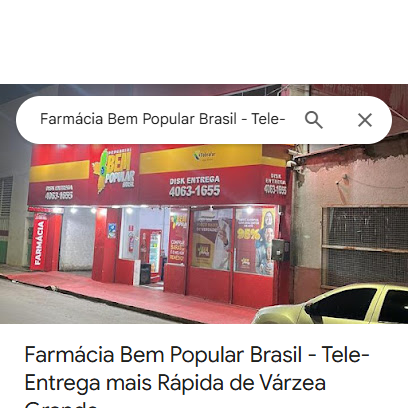 Farmácia Bem Popular Brasil - Tele-
BEM
POPULAR
BRASIL
DISK ENTREGA
4063-1655
DISK ENTREGA
4063-1655
DISK ENTREGA
4063-1655
FARMÁCIA
Farmácia Bem Popular Brasil - Tele-
Entrega mais Rápida de Várzea
Grande